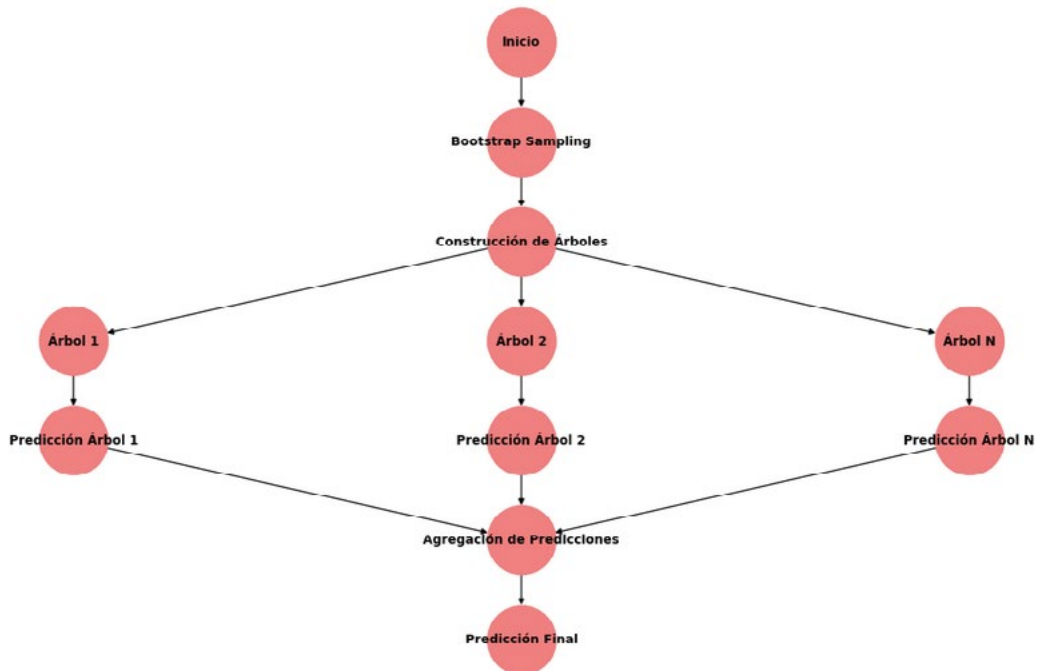 Inicio
Bootstrap Sampling
Construcción de Árboles
Árbol 1
Árbol 2
Árbol N
Predicción Árbol 1
Predicción Árbol 2
Predicción Árbol N
Agregación de Predicciones
Predicción Final